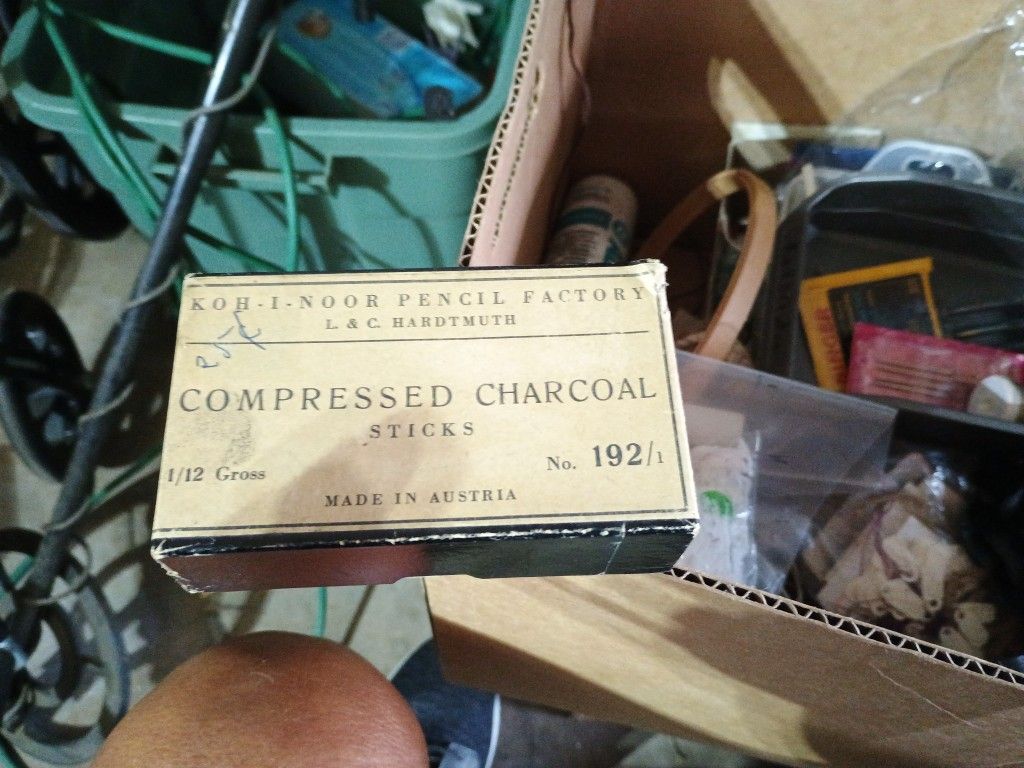 KOH-I-NOOR PENCIL FACTORY
L. & C. HARDTMUTH
COMPRESSED CHARCOAL
STICKS
1/12 Gross
No. 192/1
MADE IN AUSTRIA